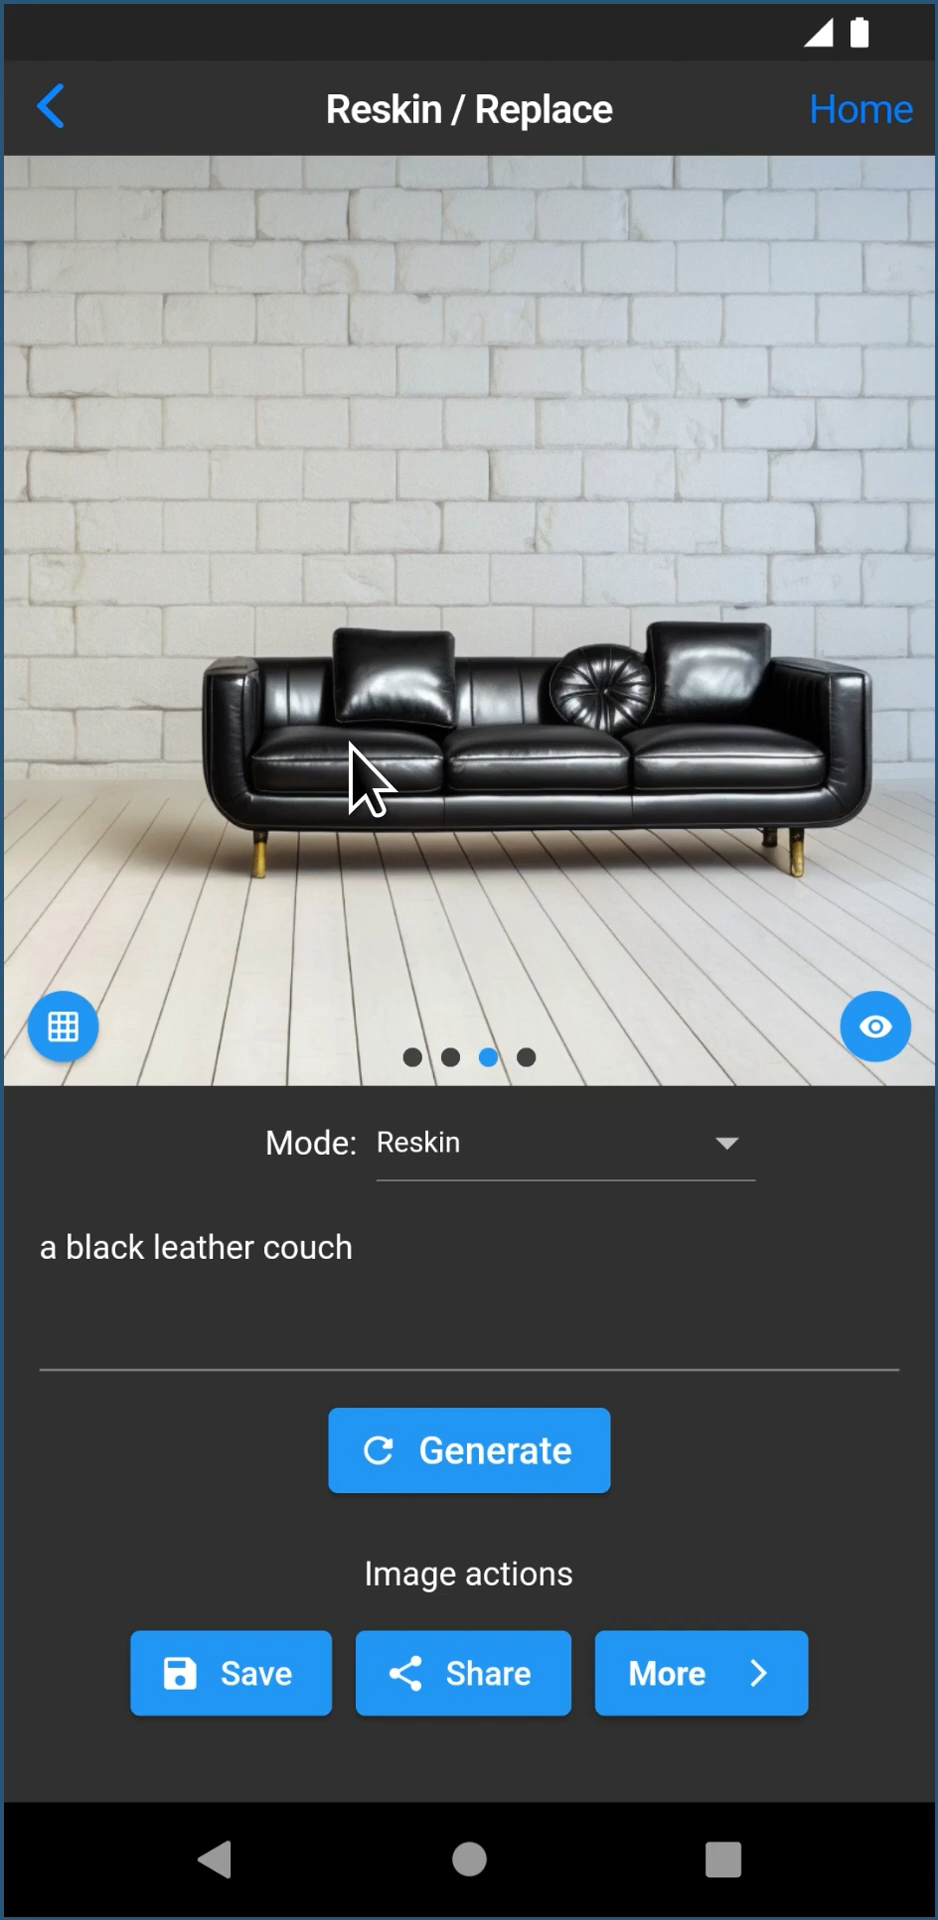 Reskin / Replace
Home
Mode: Reskin
a black leather couch
Generate
Image actions
Save
Share
More